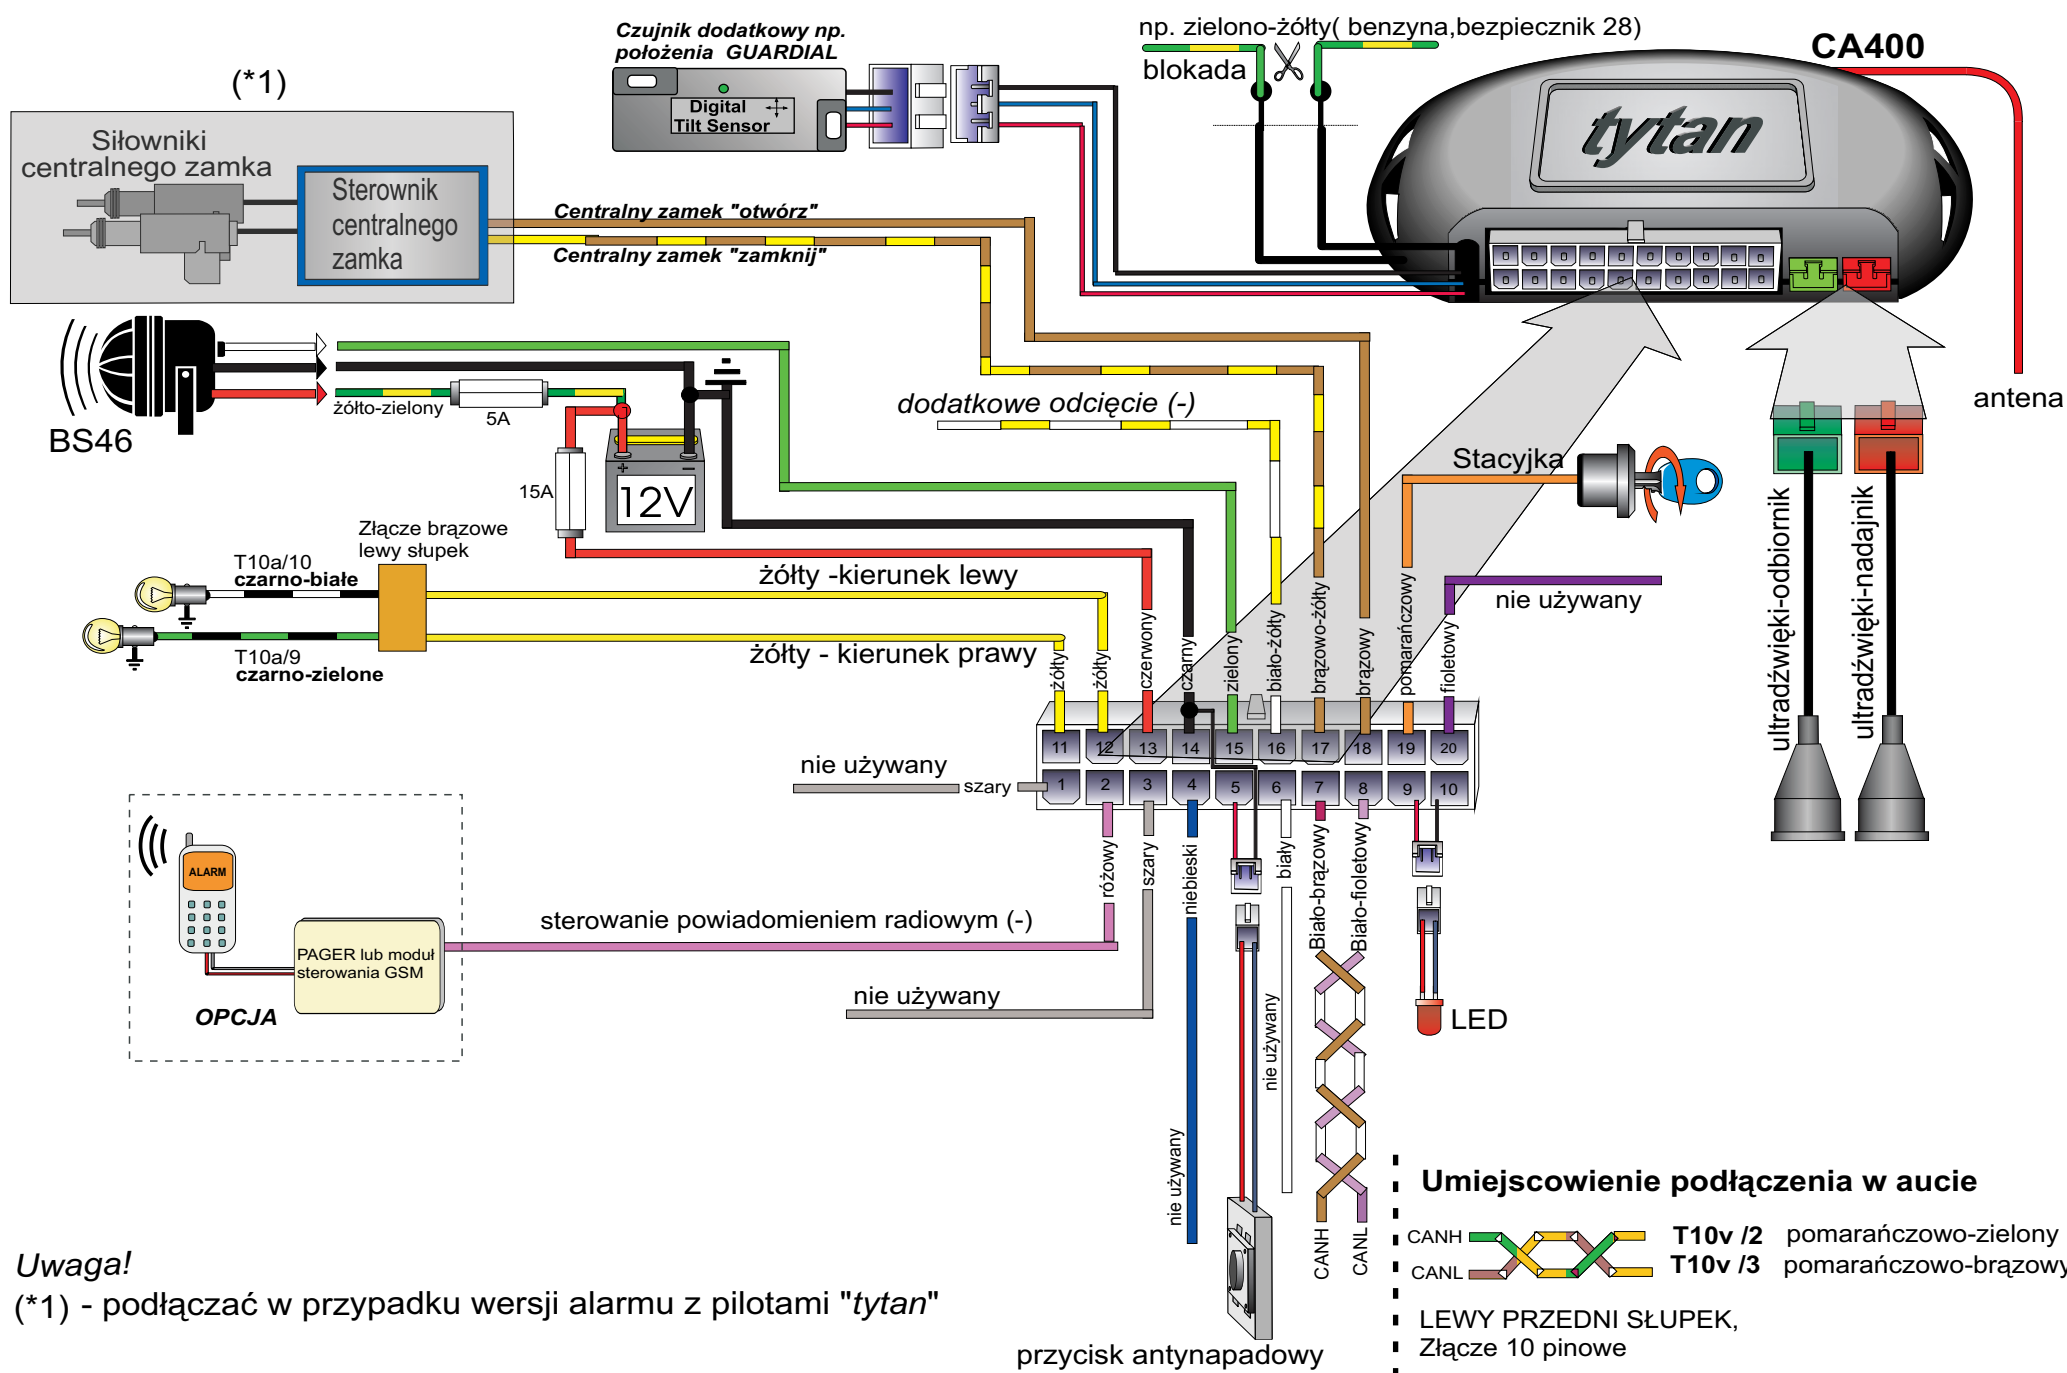 Czujnik dodatkowy np.
położenia GUARDIAL
Digital
Tilt Sensor
np. zielono-żółty( benzyna,bezpiecznik 28)
blokada
CA400
tytan
antena
(*1)
Siłowniki
centralnego zamka
Sterownik
centralnego
zamka
Centralny zamek "otwórz"
Centralny zamek "zamknij"
BS46
żółto-zielony
5A
15A
+ −
12V
dodatkowe odcięcie (-)
Stacyjka
nie używany
ultradźwięki-odbiornik
ultradźwięki-nadajnik
Złącze brązowe
lewy słupek
T10a/10
czarno-białe
T10a/9
czarno-zielone
żółty -kierunek lewy
żółty - kierunek prawy
żółty
żółty
czerwony
czarny
zielony
biało-żółty
brązowo-żółty
brązowy
pomarańczowy
fioletowy
11 12 13 14 15 16 17 18 19 20
1 2 3 4 5 6 7 8 9 10
nie używany
szary
różowy
szary
niebieski
biały
Biało-brązowy
Biało-fioletowy
ALARM
PAGER lub moduł
sterowania GSM
OPCJA
sterowanie powiadomieniem radiowym (-)
nie używany
nie używany
nie używany
LED
CANH
CANL
przycisk antynapadowy
Umiejscowienie podłączenia w aucie
CANH T10v /2 pomarańczowo-zielony
CANL T10v /3 pomarańczowo-brązowy
LEWY PRZEDNI SŁUPEK,
Złącze 10 pinowe
Uwaga!
(*1) - podłączać w przypadku wersji alarmu z pilotami "tytan"